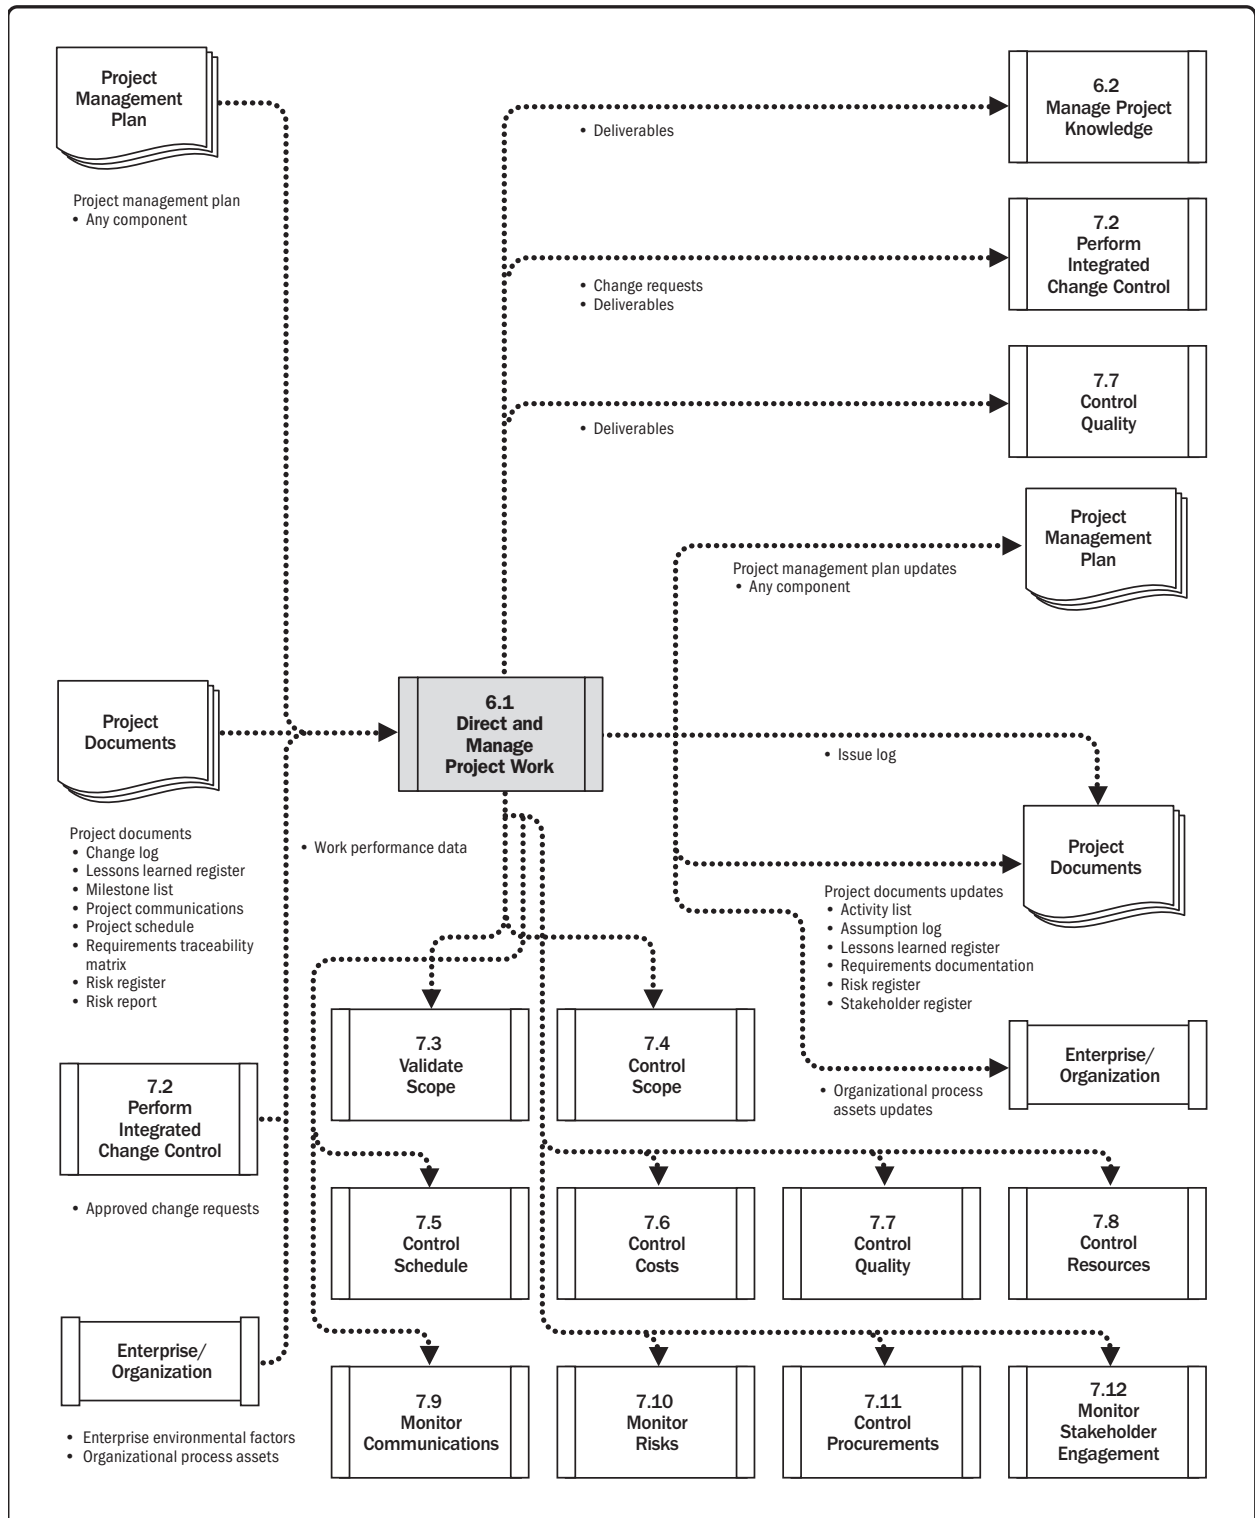 Project
Management
Plan
Project management plan
• Any component
6.2
Manage Project
Knowledge
• Deliverables
7.2
Perform
Integrated
Change Control
• Change requests
• Deliverables
7.7
Control
Quality
• Deliverables
Project
Management
Plan
Project management plan updates
• Any component
Project
Documents
6.1
Direct and
Manage
Project Work
• Issue log
Project documents
• Change log
• Lessons learned register
• Milestone list
• Project communications
• Project schedule
• Requirements traceability
matrix
• Risk register
• Risk report
• Work performance data
Project
Documents
Project documents updates
• Activity list
• Assumption log
• Lessons learned register
• Requirements documentation
• Risk register
• Stakeholder register
7.3
Validate
Scope
7.4
Control
Scope
Enterprise/
Organization
• Organizational process
assets updates
7.2
Perform
Integrated
Change Control
• Approved change requests
7.5
Control
Schedule
7.6
Control
Costs
7.7
Control
Quality
7.8
Control
Resources
Enterprise/
Organization
• Enterprise environmental factors
• Organizational process assets
7.9
Monitor
Communications
7.10
Monitor
Risks
7.11
Control
Procurements
7.12
Monitor
Stakeholder
Engagement